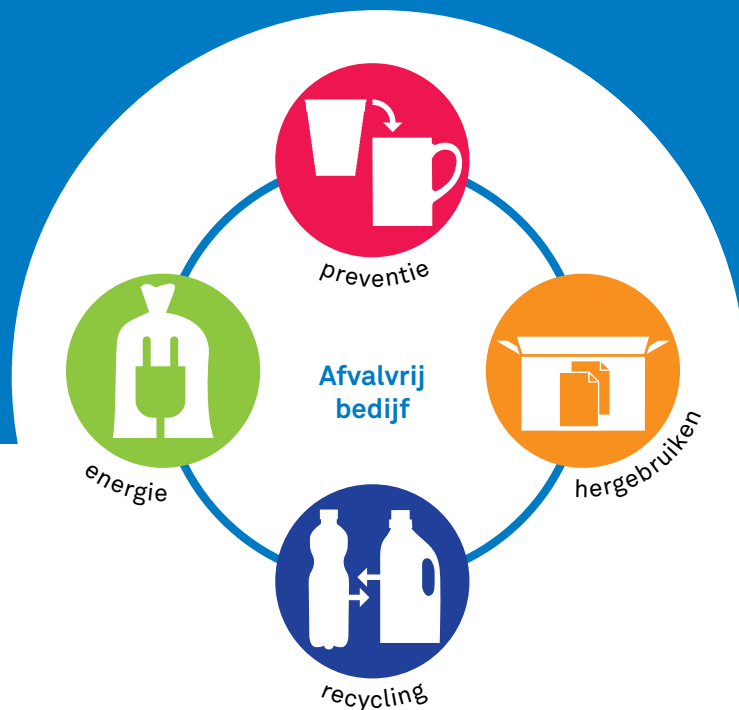 preventie
Afvalvrij
bedijf
energie
hergebruiken
recycling